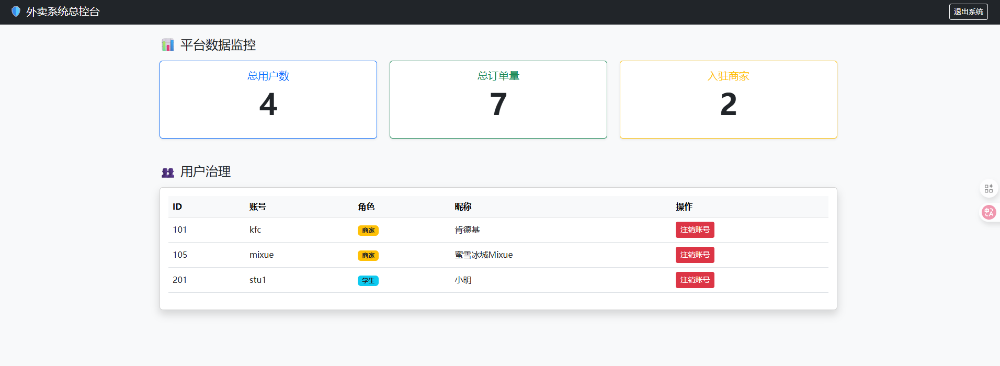 外卖系统总控台
退出系统
平台数据监控
总用户数
4
总订单量
7
入驻商家
2
用户治理
ID 账号 角色 昵称 操作
101 kfc 商家 肯德基 注销账号
105 mixue 商家 蜜雪冰城Mixue 注销账号
201 stu1 学生 小明 注销账号
中A